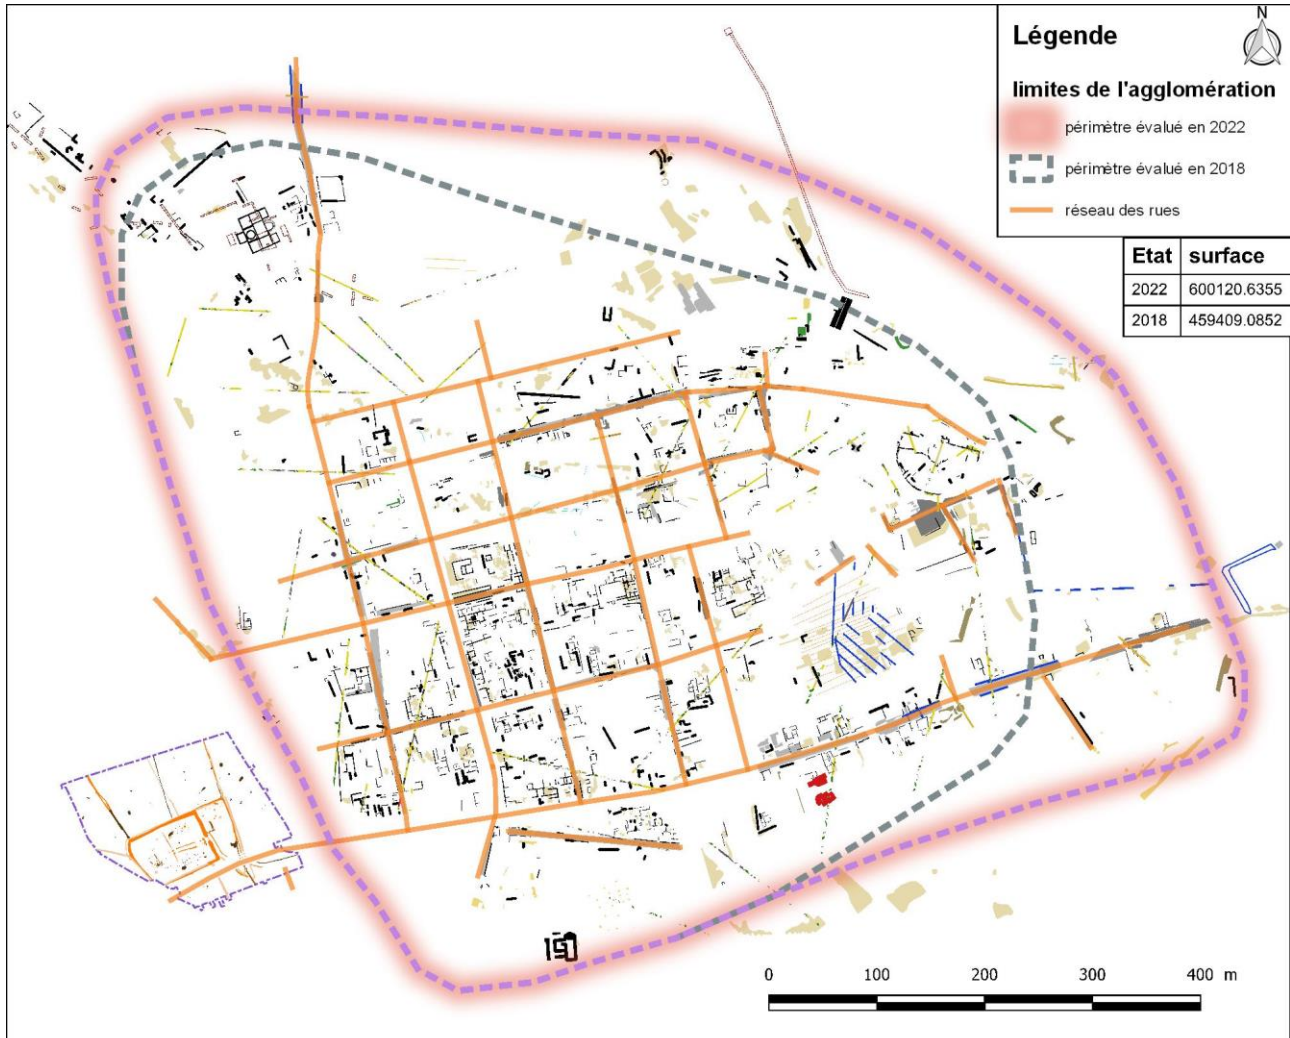 Légende
N
limites de l'agglomération
périmètre évalué en 2022
périmètre évalué en 2018
réseau des rues
Etat surface
2022 600120.6355
2018 459409.0852
0 100 200 300 400 m